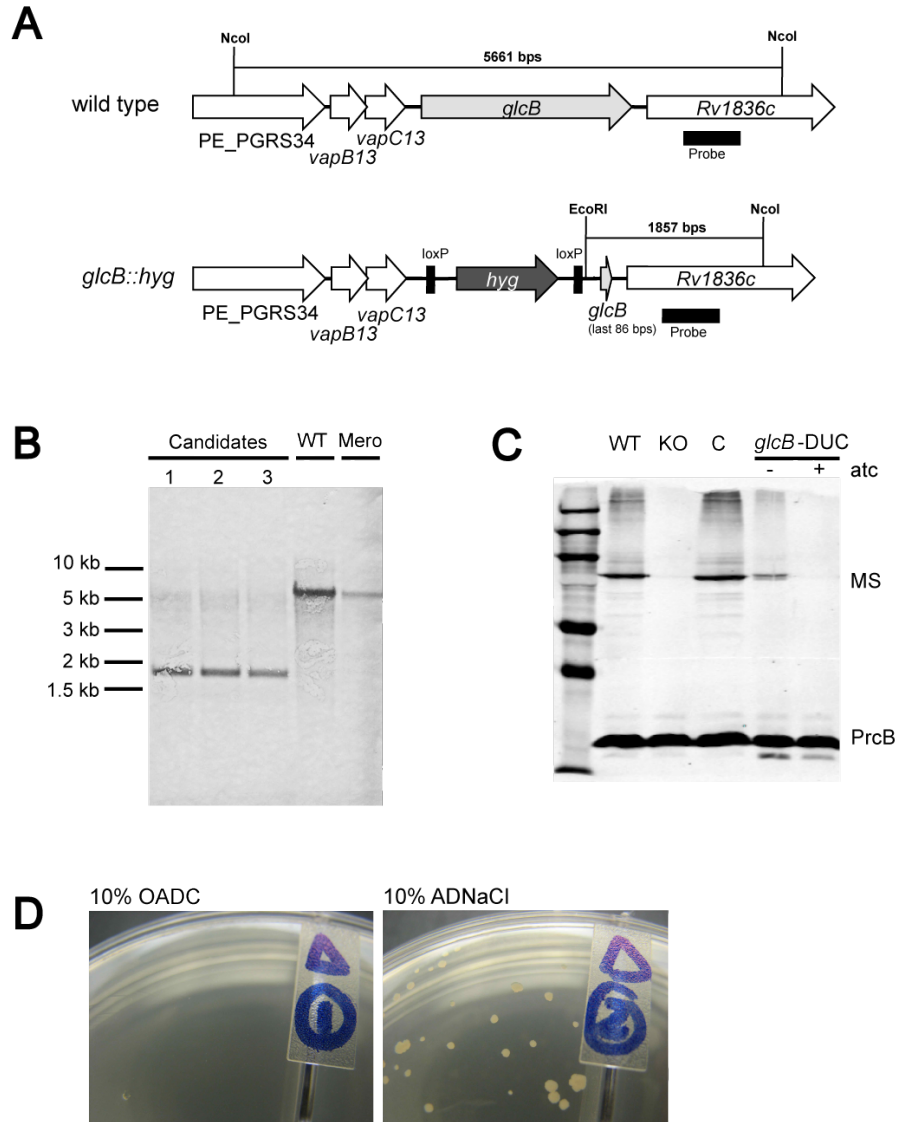 A
NcoI
NcoI
5661 bps
wild type
glcB
Rv1836c
PE_PGRS34
vapB13
vapC13
Probe
EcoRI
NcoI
1857 bps
loxP
loxP
glcB::hyg
hyg
Rv1836c
PE_PGRS34
vapB13
vapC13
glcB
(last 86 bps)
Probe
B
Candidates
WT
Mero
1 2 3
10 kb
5 kb
3 kb
2 kb
1.5 kb
C
WT KO C glcB-DUC
- + atc
MS
PrcB
D
10% OADC
10% ADNaCl
1
2